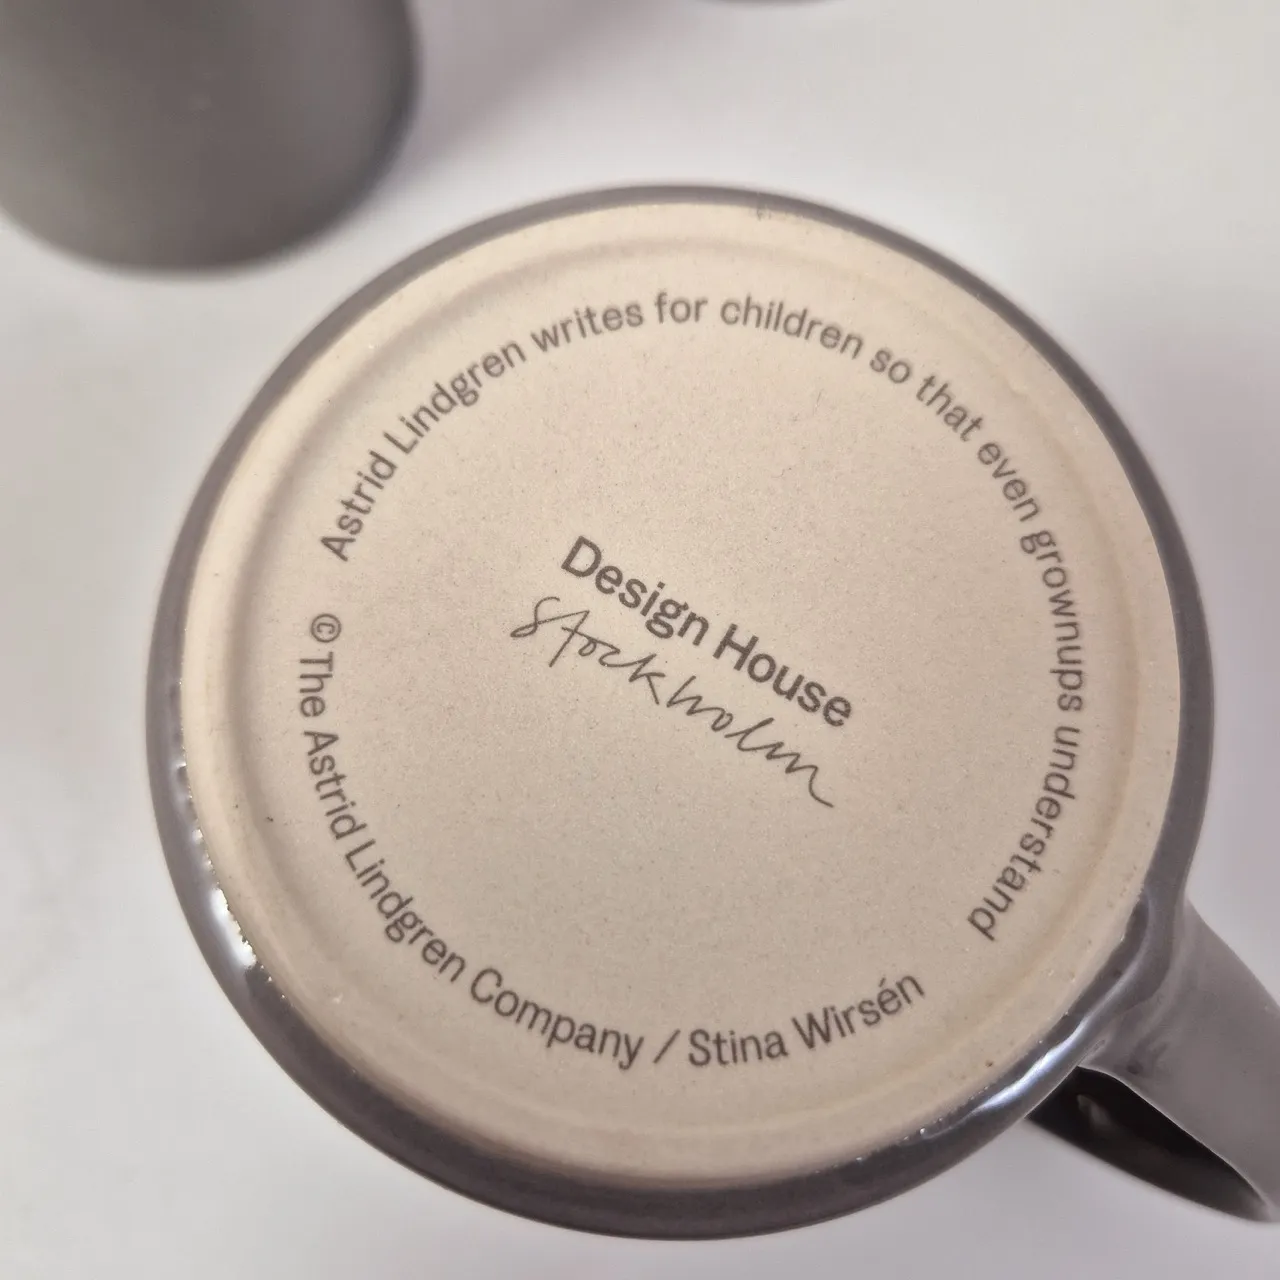 Astrid Lindgren writes for children so that even grownups understand
Design House
Stockholm
© The Astrid Lindgren Company / Stina Wirsén